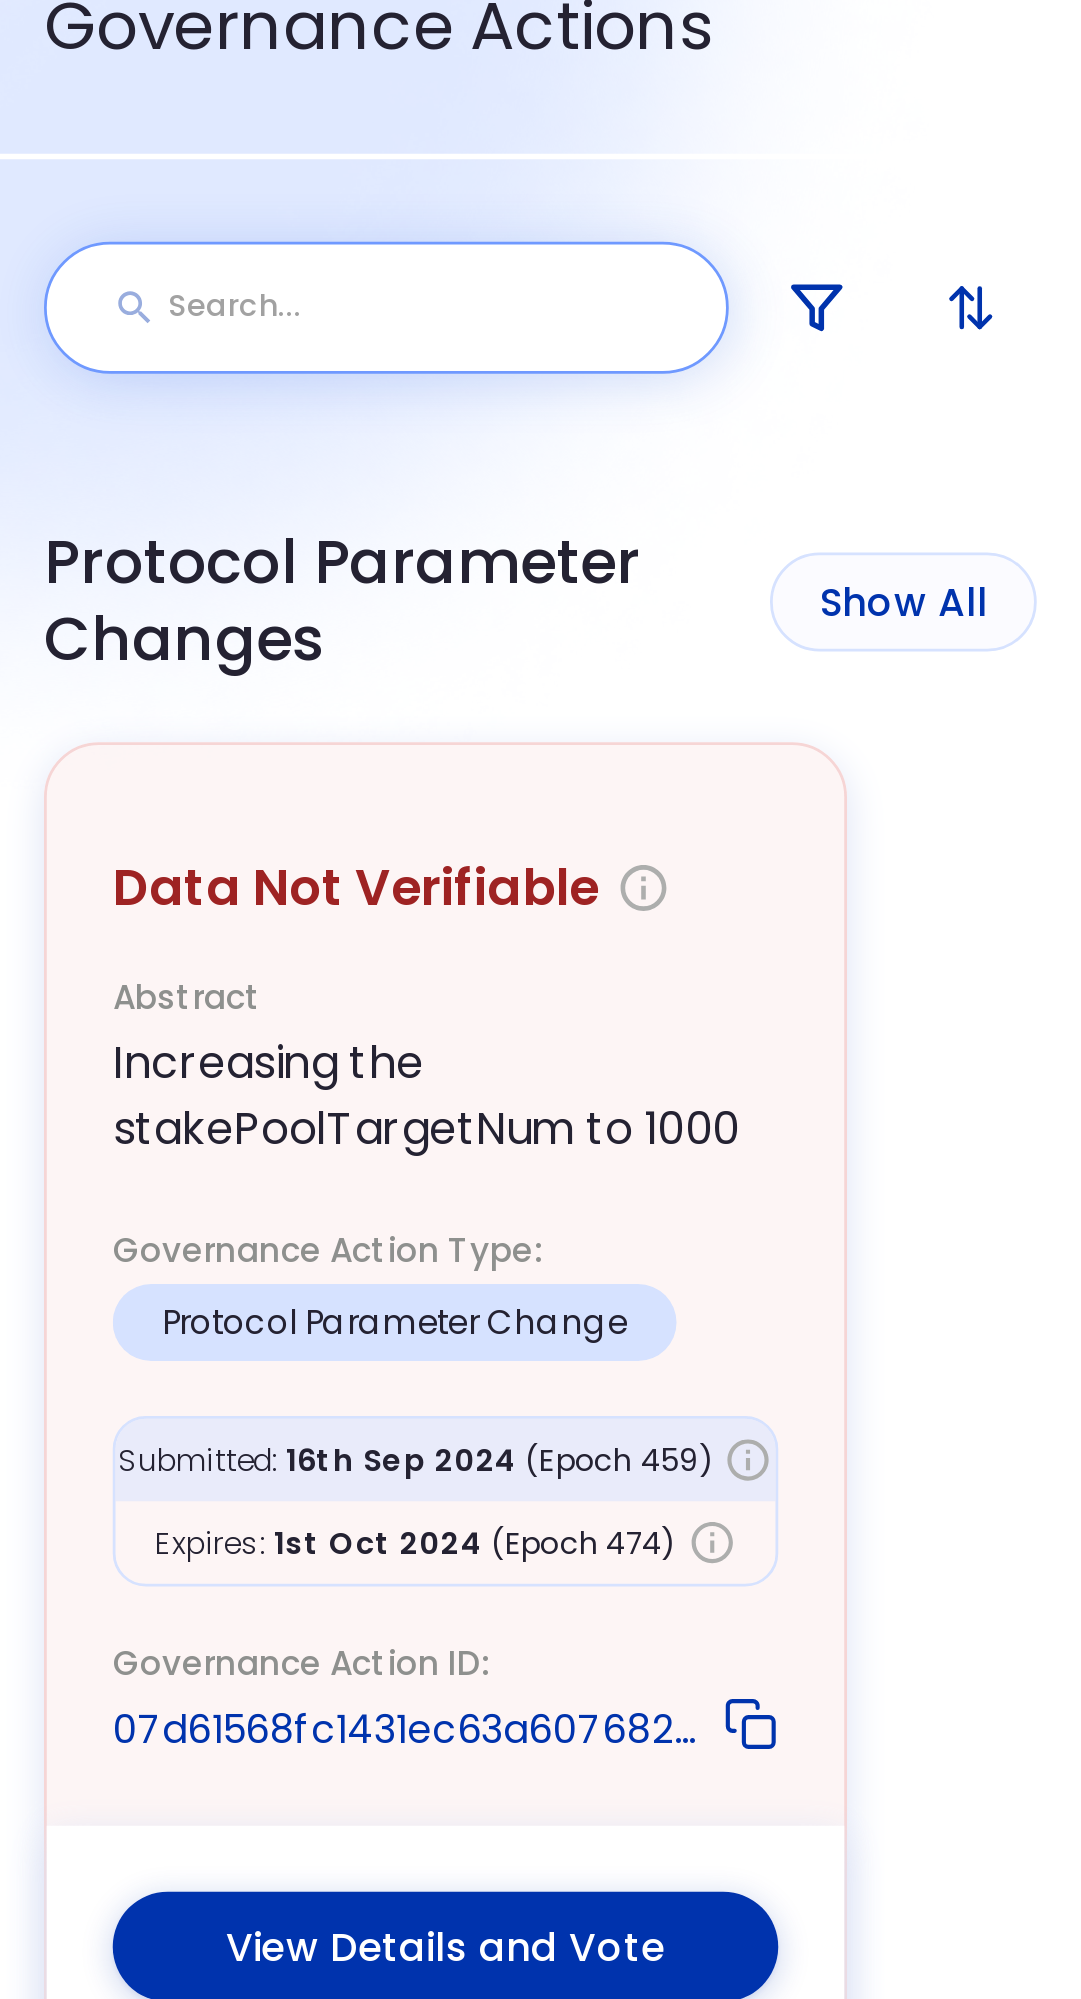 Governance Actions
Search...
Protocol Parameter
Changes
Show All
Data Not Verifiable
Abstract
Increasing the
stakePoolTargetNum to 1000
Governance Action Type:
Protocol Parameter Change
Submitted: 16th Sep 2024 (Epoch 459)
Expires: 1st Oct 2024 (Epoch 474)
Governance Action ID:
07d61568fc1431ec63a607682...
View Details and Vote